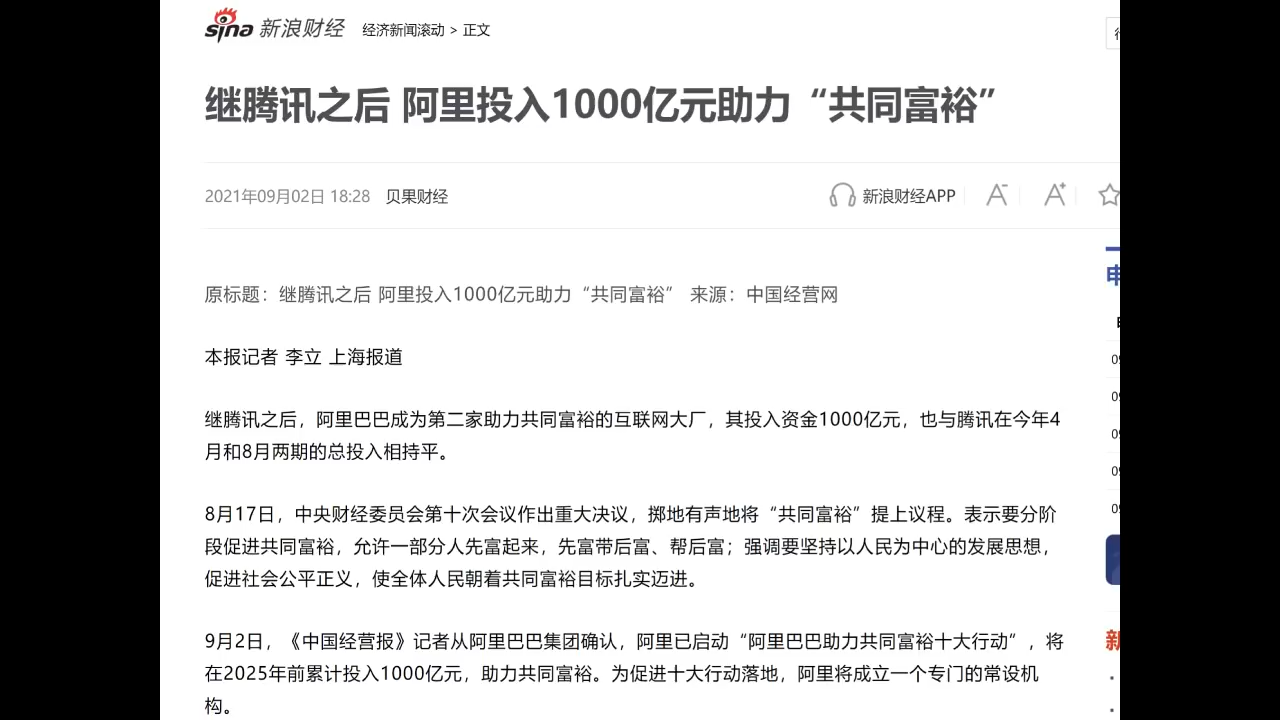 sina 新浪财经 经济新闻滚动 > 正文
继腾讯之后 阿里投入1000亿元助力“共同富裕”
2021年09月02日 18:28 贝果财经 新浪财经APP A- A+
原标题：继腾讯之后 阿里投入1000亿元助力“共同富裕” 来源：中国经营网
本报记者 李立 上海报道
继腾讯之后，阿里巴巴成为第二家助力共同富裕的互联网大厂，其投入资金1000亿元，也与腾讯在今年4
月和8月两期的总投入相持平。
8月17日，中央财经委员会第十次会议作出重大决议，掷地有声地将“共同富裕”提上议程。表示要分阶
段促进共同富裕，允许一部分人先富起来，先富带后富、帮后富；强调要坚持以人民为中心的发展思想，
促进社会公平正义，使全体人民朝着共同富裕目标扎实迈进。
9月2日，《中国经营报》记者从阿里巴巴集团确认，阿里已启动“阿里巴巴助力共同富裕十大行动”，将
在2025年前累计投入1000亿元，助力共同富裕。为促进十大行动落地，阿里将成立一个专门的常设机
构。
申
09
09
09
09
09
新